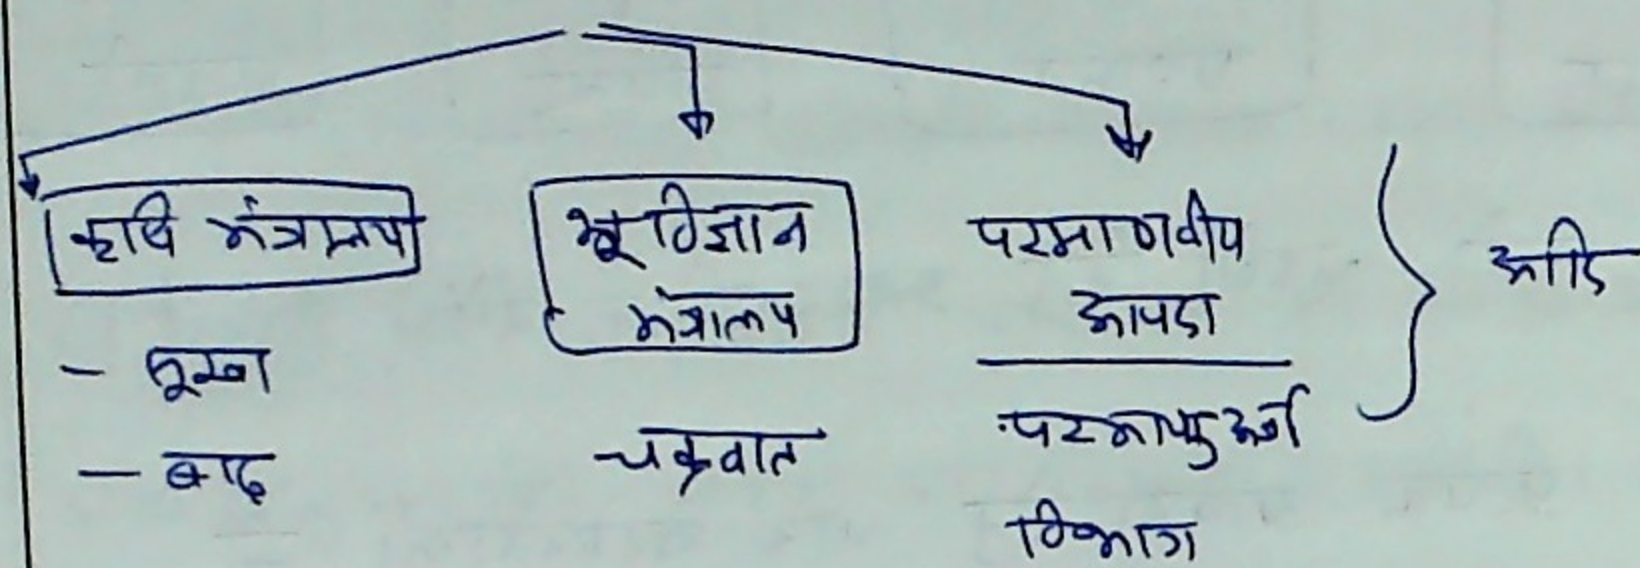 कृषि मंत्रालय
- सूखा
- बाढ़
भू विज्ञान
मंत्रालय
चक्रवात
परमाणवीय
आपदा
परमाणु ऊर्जा
विभाग
आदि